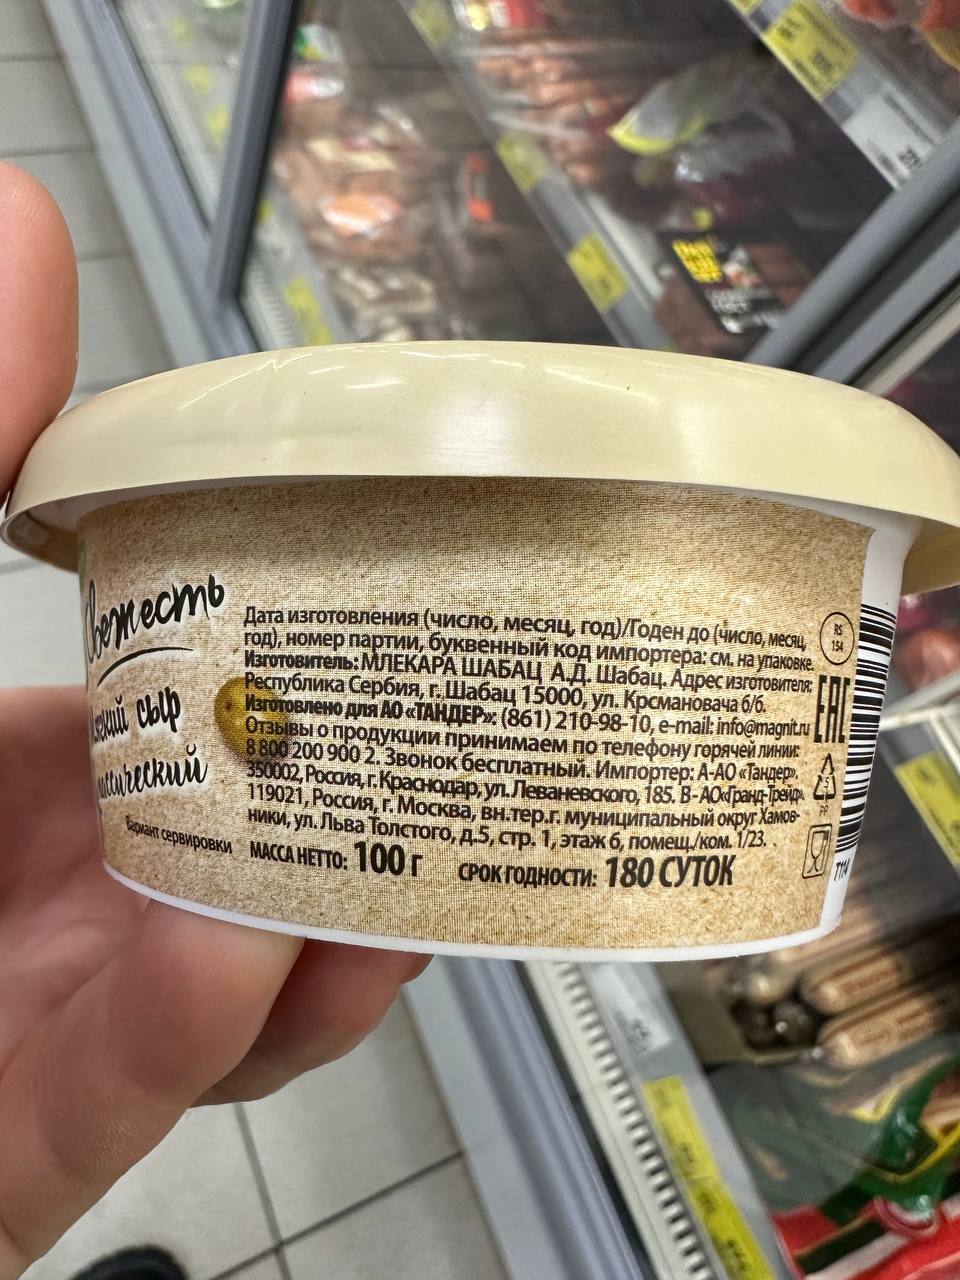 Свежесть
сыр
Вариант сервировки
Дата изготовления (число, месяц, год)/Годен до (число, месяц,
год), номер партии, буквенный код импортера: см. на упаковке.
Изготовитель: МЛЕКАРА ШАБАЦ А.Д. Шабац. Адрес изготовителя:
Республика Сербия, г. Шабац 15000, ул. Крсмановача б/б.
Изготовлено для АО «ТАНДЕР»: (861) 210-98-10, e-mail: info@magnit.ru
Отзывы о продукции принимаем по телефону горячей линии:
8 800 200 900 2. Звонок бесплатный. Импортер: А-АО «Тандер».
350002, Россия, г. Краснодар, ул. Леваневского, 185. В - АО«Гранд-Трейд».
119021, Россия, г. Москва, вн.тер.г. муниципальный округ Хамов-
ники, ул. Льва Толстого, д.5, стр. 1, этаж 6, помещ./ком. 1/23. .
МАССА НЕТТО: 100 г СРОК ГОДНОСТИ: 180 СУТОК
RS
154
EAC
5
PP
T114